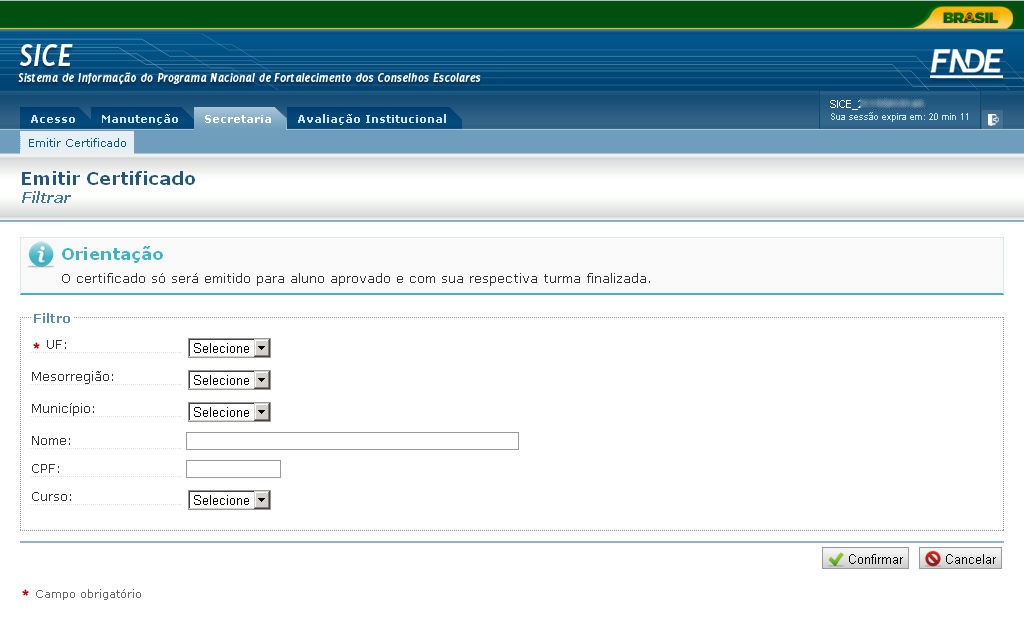 BRASIL
SICE
Sistema de Informação do Programa Nacional de Fortalecimento dos Conselhos Escolares
FNDE
Acesso Manutenção Secretaria Avaliação Institucional
SICE_2
Sua sessão expira em: 20 min 11
Emitir Certificado
Emitir Certificado
Filtrar
Orientação
O certificado só será emitido para aluno aprovado e com sua respectiva turma finalizada.
Filtro
* UF: Selecione
Mesorregião: Selecione
Município: Selecione
Nome:
CPF:
Curso: Selecione
Confirmar Cancelar
* Campo obrigatório